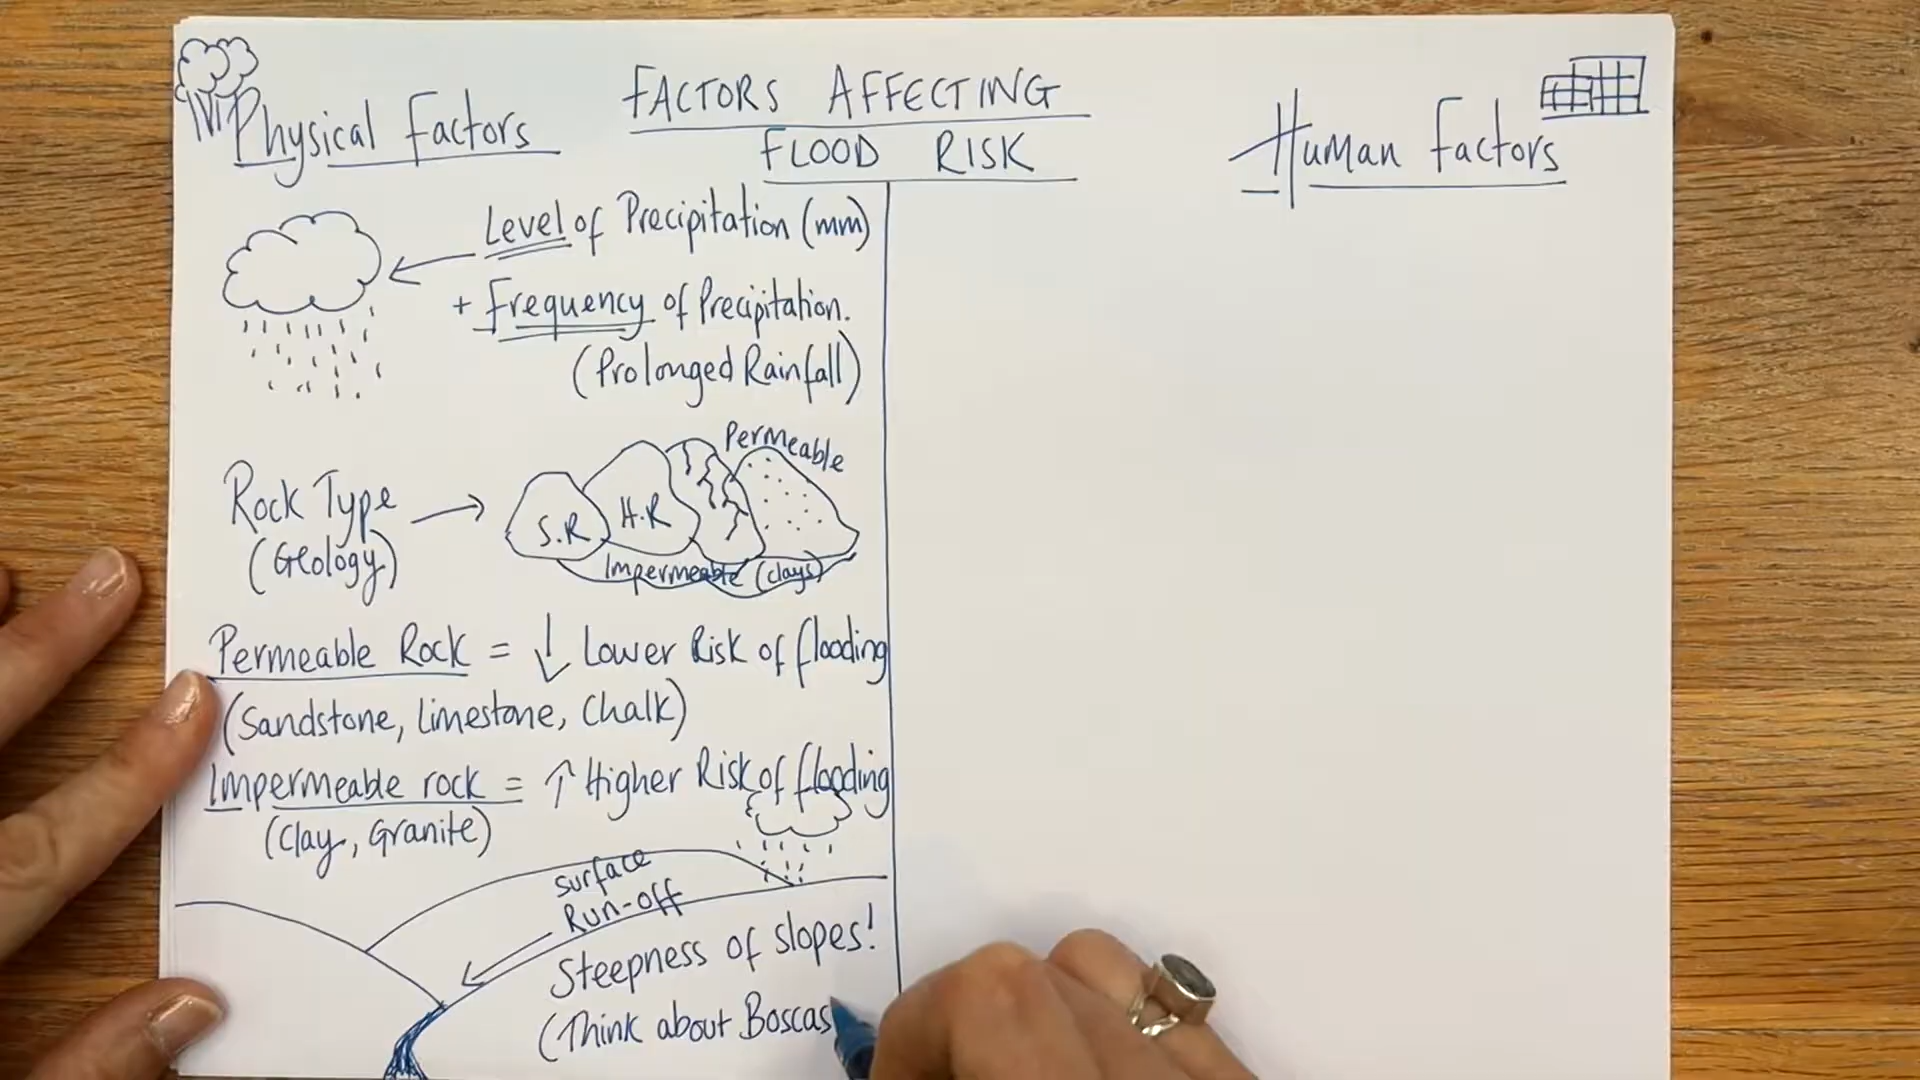 FACTORS AFFECTING
FLOOD RISK
Physical Factors
Level of Precipitation (mm)
+ Frequency of Precipitation.
(Prolonged Rainfall)
Rock Type
(Geology)
S.R
H.R
Permeable
Impermeable (clays)
Permeable Rock = ↓ Lower Risk of flooding
(Sandstone, Limestone, Chalk)
Impermeable rock = ↑ Higher Risk of flooding
(Clay, Granite)
Surface
Run-off
Steepness of slopes!
(Think about Boscas
Human Factors